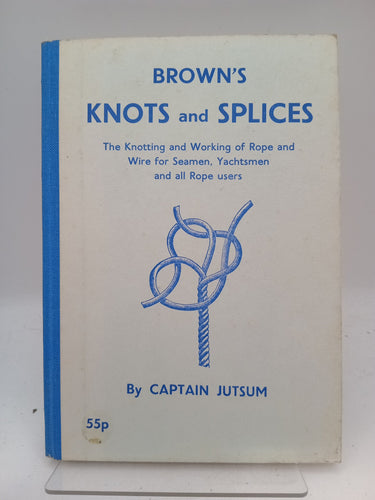 BROWN'S
KNOTS and SPLICES
The Knotting and Working of Rope and
Wire for Seamen, Yachtsmen
and all Rope users
By CAPTAIN JUTSUM
55p